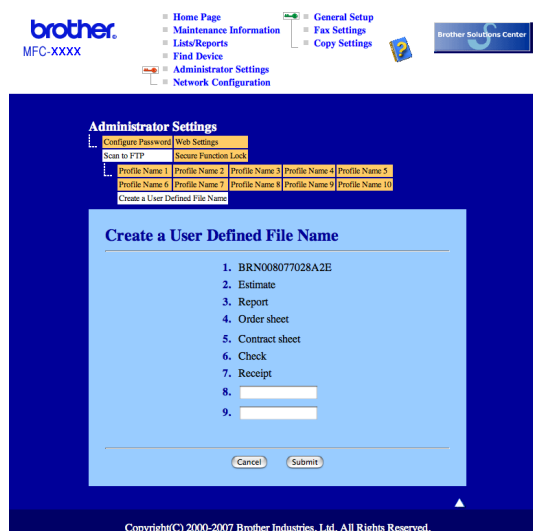 brother®
MFC-XXXX
Home Page
Maintenance Information
Lists/Reports
Find Device
Administrator Settings
Network Configuration
General Setup
Fax Settings
Copy Settings
Brother Solutions Center
Administrator Settings
Configure Password Web Settings
Scan to FTP Secure Function Lock
Profile Name 1 Profile Name 2 Profile Name 3 Profile Name 4 Profile Name 5
Profile Name 6 Profile Name 7 Profile Name 8 Profile Name 9 Profile Name 10
Create a User Defined File Name
Create a User Defined File Name
1. BRN008077028A2E
2. Estimate
3. Report
4. Order sheet
5. Contract sheet
6. Check
7. Receipt
8.
9.
Cancel Submit
Copyright(C) 2000-2007 Brother Industries, Ltd. All Rights Reserved.